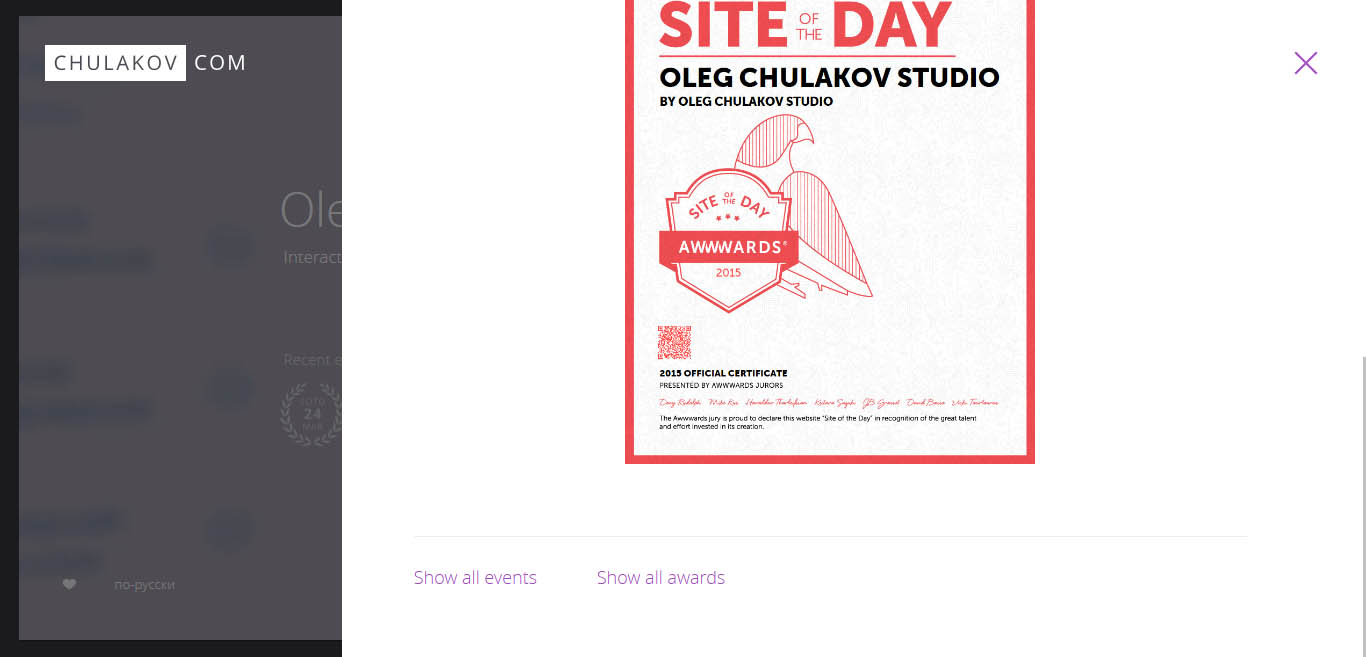 CHULAKOV COM
Ole
Interact
Recent e
FOTD
24
MAR
по-русски
SITE OF THE DAY
OLEG CHULAKOV STUDIO
BY OLEG CHULAKOV STUDIO
SITE OF THE DAY
AWWWARDS®
2015
2015 OFFICIAL CERTIFICATE
PRESENTED BY AWWWARDS JURORS
The Awwwards jury is proud to declare this website "Site of the Day" in recognition of the great talent
and effort invested in its creation.
Show all events
Show all awards